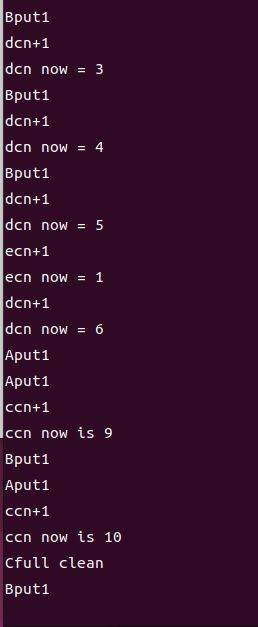 Bput1
dcn+1
dcn now = 3
Bput1
dcn+1
dcn now = 4
Bput1
dcn+1
dcn now = 5
ecn+1
ecn now = 1
dcn+1
dcn now = 6
Aput1
Aput1
ccn+1
ccn now is 9
Bput1
Aput1
ccn+1
ccn now is 10
Cfull clean
Bput1